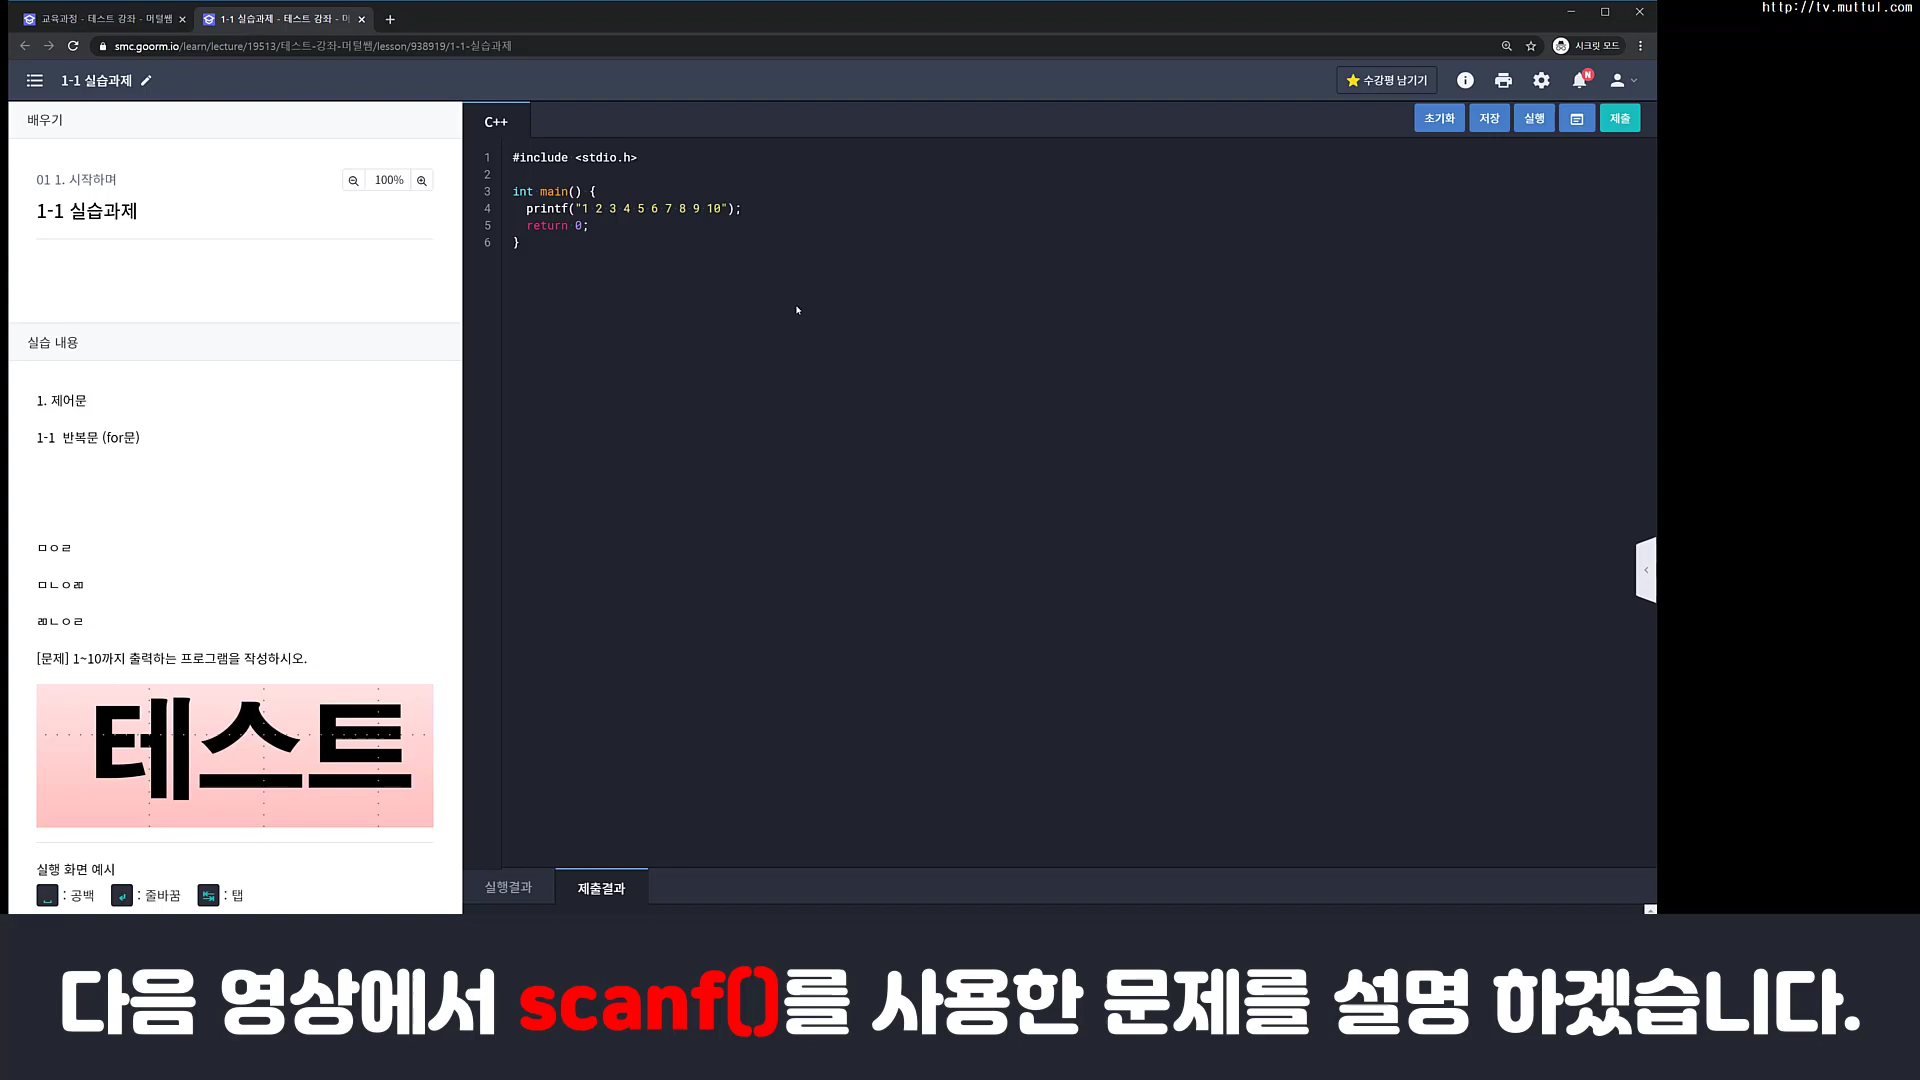 http://tv.muttul.com
교육과정 - 테스트 강좌 - 머털쌤
1-1 실습과제 - 테스트 강좌 - 머
smc.goorm.io/learn/lecture/19513/테스트-강좌-머털쌤/lesson/938919/1-1-실습과제
시크릿 모드
1-1 실습과제
수강평 남기기
N
배우기
C++
초기화
저장
실행
제출
01 1. 시작하며
100%
1-1 실습과제
1 #include <stdio.h>
2
3 int main() {
4 printf("1 2 3 4 5 6 7 8 9 10");
5 return 0;
6 }
실습 내용
1. 제어문
1-1 반복문 (for문)
ㅁㅇㄹ
[문제] 1~10까지 출력하는 프로그램을 작성하시오.
테스트
실행 화면 예시
: 공백
: 줄바꿈
: 탭
실행결과
제출결과
다음 영상에서 scanf()를 사용한 문제를 설명 하겠습니다.